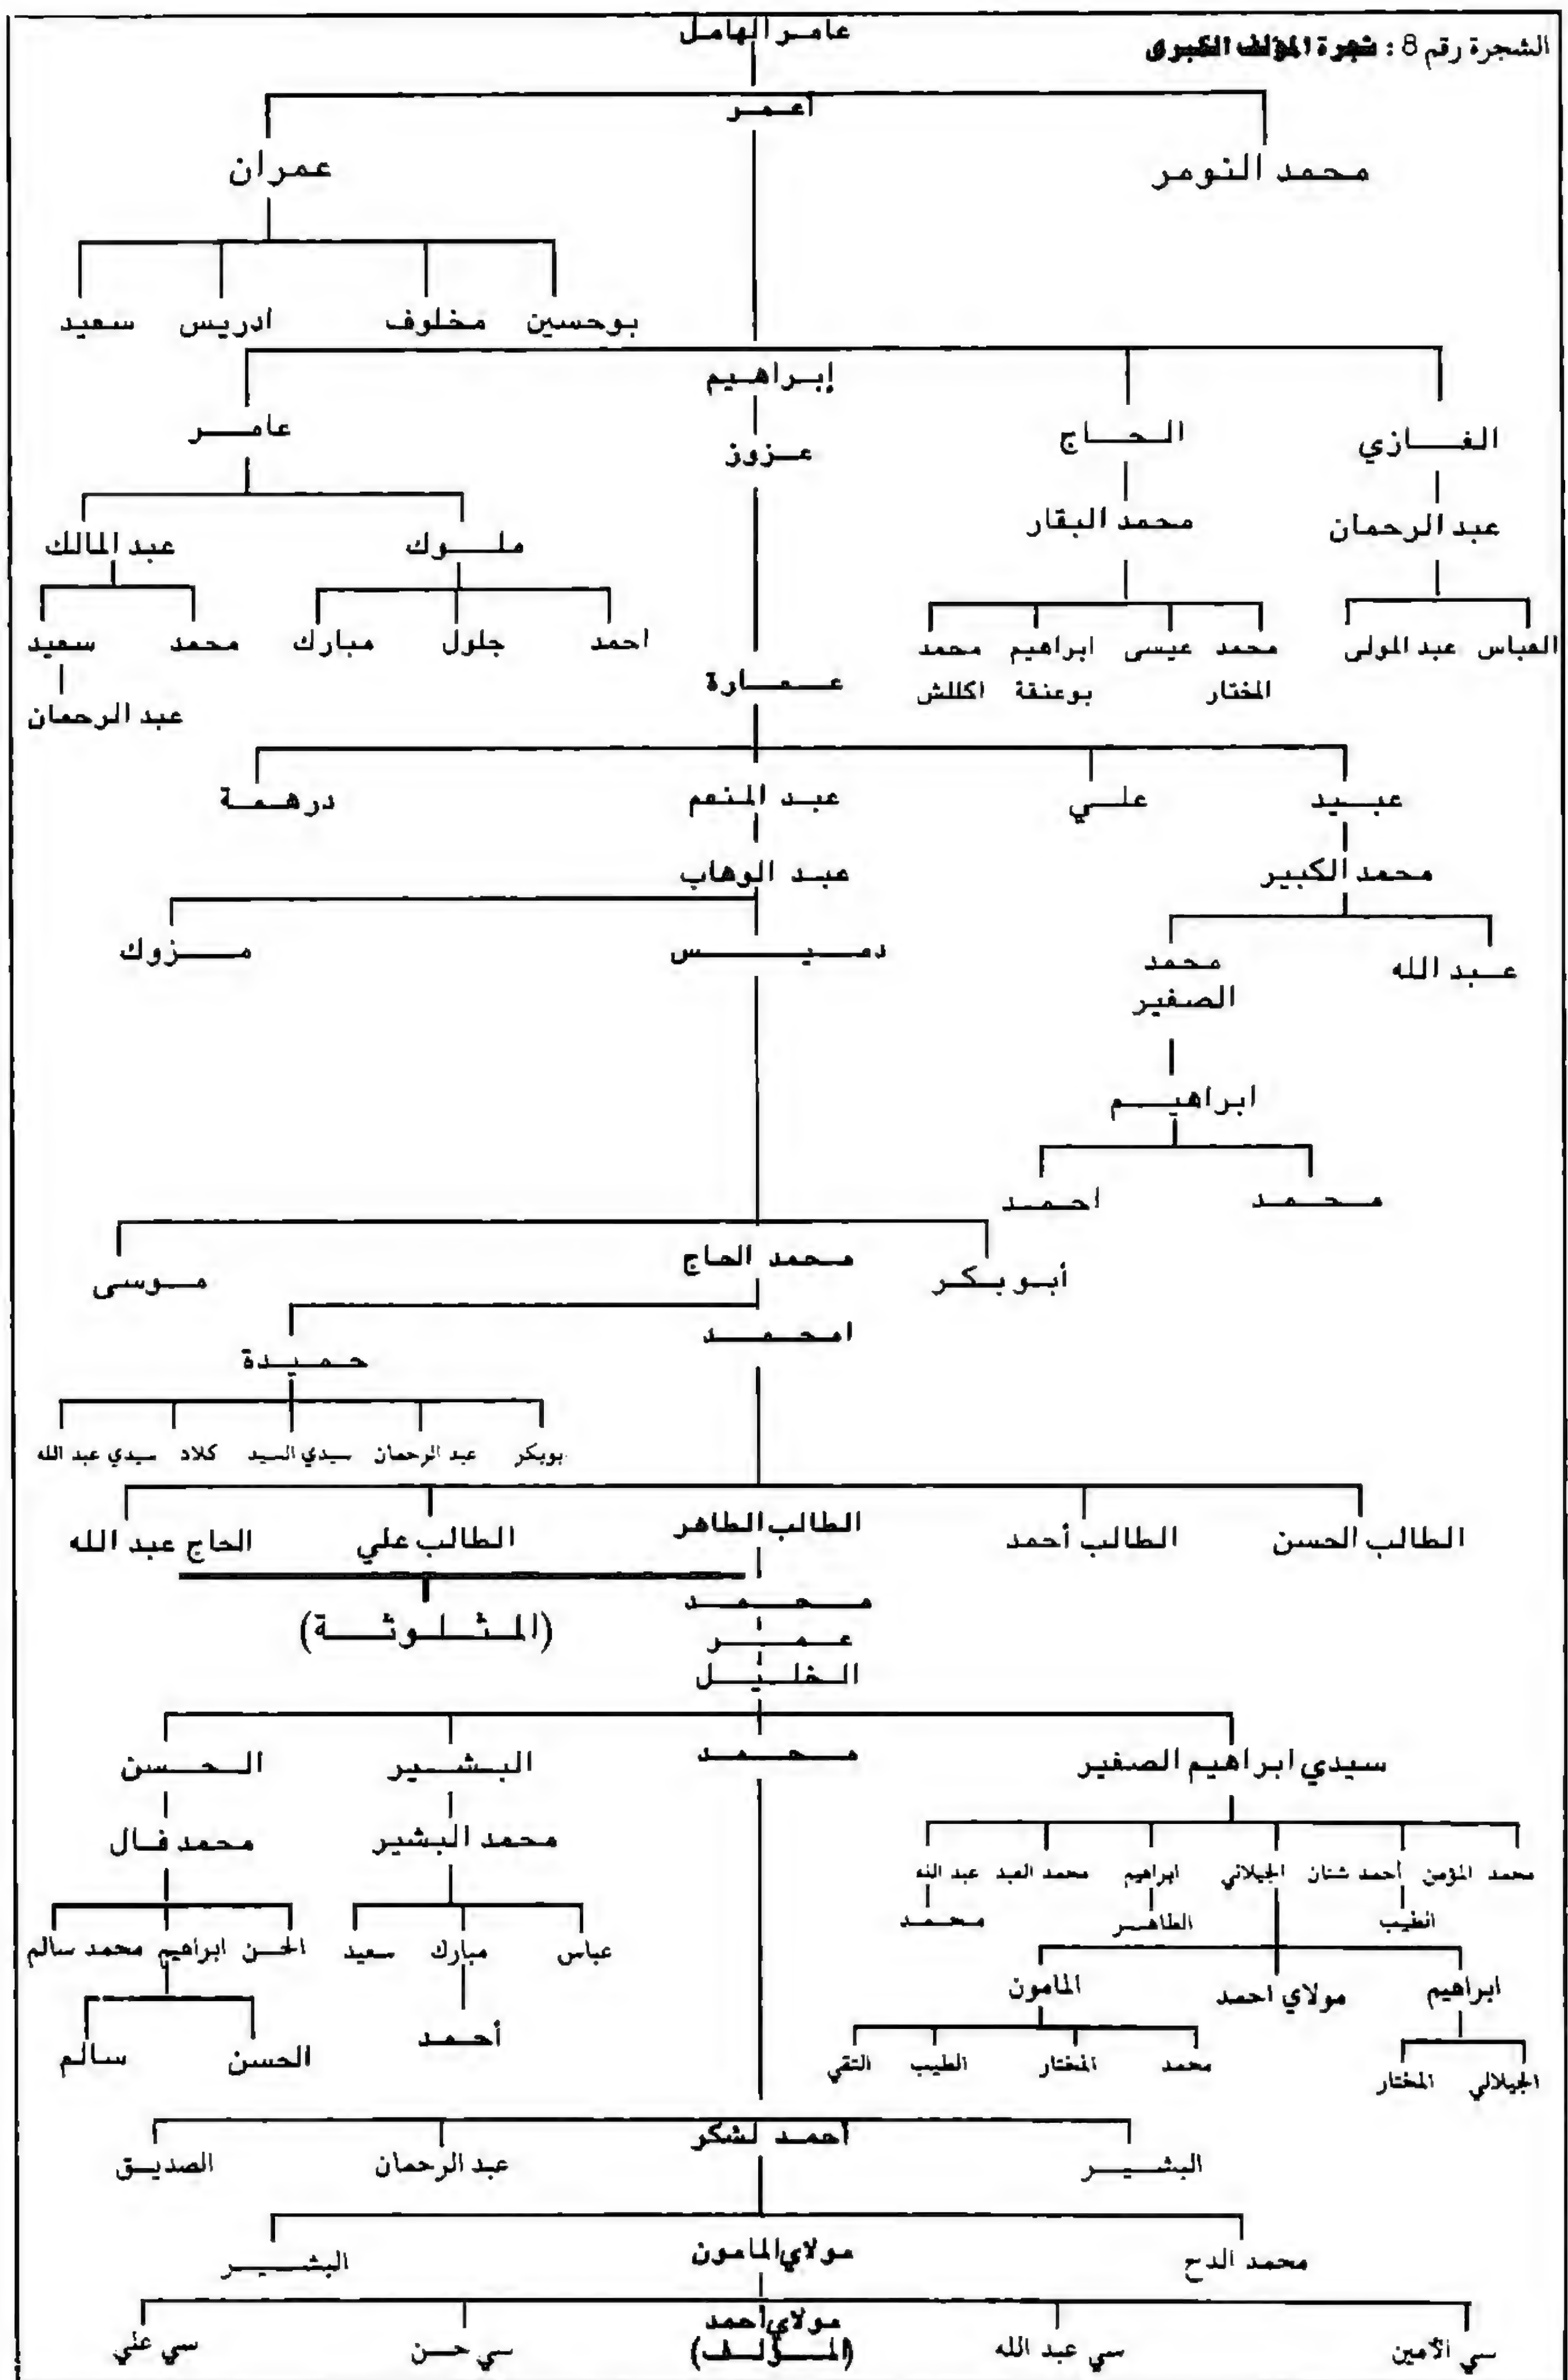 الشجرة رقم 8 : شجرة المؤلف الكبرى
عامر الهامل
أعمر
محمد النومر
عمران
بوحسين مخلوف ادريس سعيد
إبراهيم
الغازي الحاج عامر
عزوز
عبد الرحمان محمد البقار
ملوك عبد المالك
العباس عبد المولى محمد المختار عيسى ابراهيم بوعنقة محمد اكللش
احمد جلول مبارك محمد سعيد
عمارة
عبد الرحمان
عبيد علي عبد المنعم درهمة
محمد الكبير عبد الوهاب
عبد الله محمد الصغير
دميس مزوك
ابراهيم
محمد احمد
أبو بكر محمد الحاج موسى
امحمد
حميدة
بوبكر عبد الرحمان سيدي السيد كلاد سيدي عبد الله
الطالب الحسن الطالب أحمد الطالب الطاهر الطالب علي الحاج عبد الله
محمد
(المثلوثة)
عمر
الخليل
سيدي ابراهيم الصغير محمد البشير الحسن
محمد البشير محمد فال
محمد المؤمن أحمد شنان الجيلالي ابراهيم محمد العبد عبد الله
الطيب الطاهر محمد
عباس مبارك سعيد الحسن ابراهيم محمد سالم
ابراهيم مولاي احمد المامون
أحمد الحسن سالم
الجيلالي المختار محمد المختار الطيب التقي
البشير أحمد لشكر عبد الرحمان الصديق
محمد الدح مولاي المامون البشير
سي الأمين سي عبد الله مولاي أحمد سي حسن سي علي
(المؤلف)